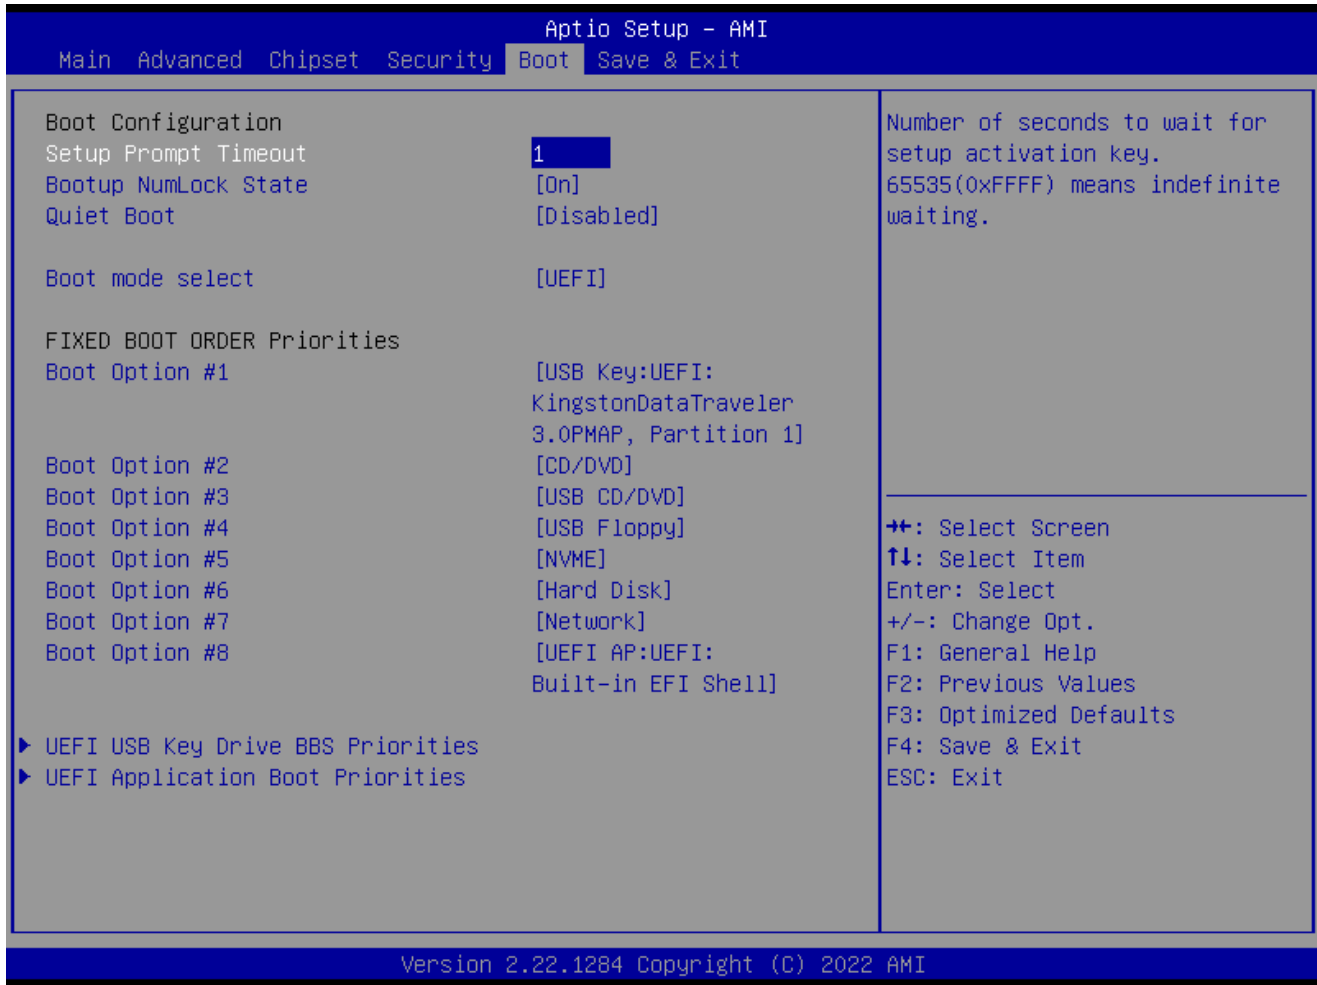 Aptio Setup – AMI
Main Advanced Chipset Security Boot Save & Exit
Boot Configuration
Setup Prompt Timeout 1
Bootup NumLock State [On]
Quiet Boot [Disabled]
Boot mode select [UEFI]
FIXED BOOT ORDER Priorities
Boot Option #1 [USB Key:UEFI:
KingstonDataTraveler
3.0PMAP, Partition 1]
Boot Option #2 [CD/DVD]
Boot Option #3 [USB CD/DVD]
Boot Option #4 [USB Floppy]
Boot Option #5 [NVME]
Boot Option #6 [Hard Disk]
Boot Option #7 [Network]
Boot Option #8 [UEFI AP:UEFI:
Built-in EFI Shell]
UEFI USB Key Drive BBS Priorities
UEFI Application Boot Priorities
Number of seconds to wait for
setup activation key.
65535(0xFFFF) means indefinite
waiting.
→←: Select Screen
↑↓: Select Item
Enter: Select
+/-: Change Opt.
F1: General Help
F2: Previous Values
F3: Optimized Defaults
F4: Save & Exit
ESC: Exit
Version 2.22.1284 Copyright (C) 2022 AMI